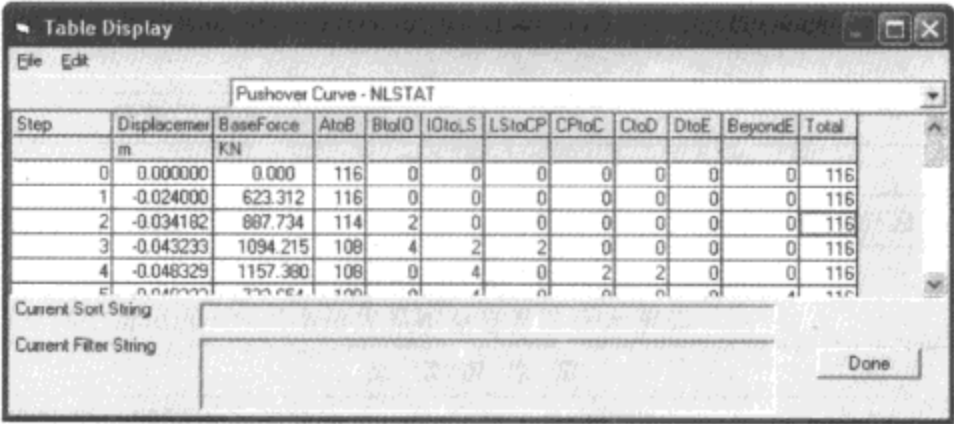 Table Display
File Edit
Pushover Curve - NLSTAT
Step Displacemer BaseForce AtoB BtoIO IOtoLS LStoCP CPtoC CtoD DtoE BeyondE Total
m KN
0 0.000000 0.000 116 0 0 0 0 0 0 0 116
1 -0.024000 623.312 116 0 0 0 0 0 0 0 116
2 -0.034182 887.734 114 2 0 0 0 0 0 0 116
3 -0.043233 1094.215 108 4 2 2 0 0 0 0 116
4 -0.048329 1157.380 108 0 4 0 2 2 0 0 116
Current Sort String
Current Filter String
Done